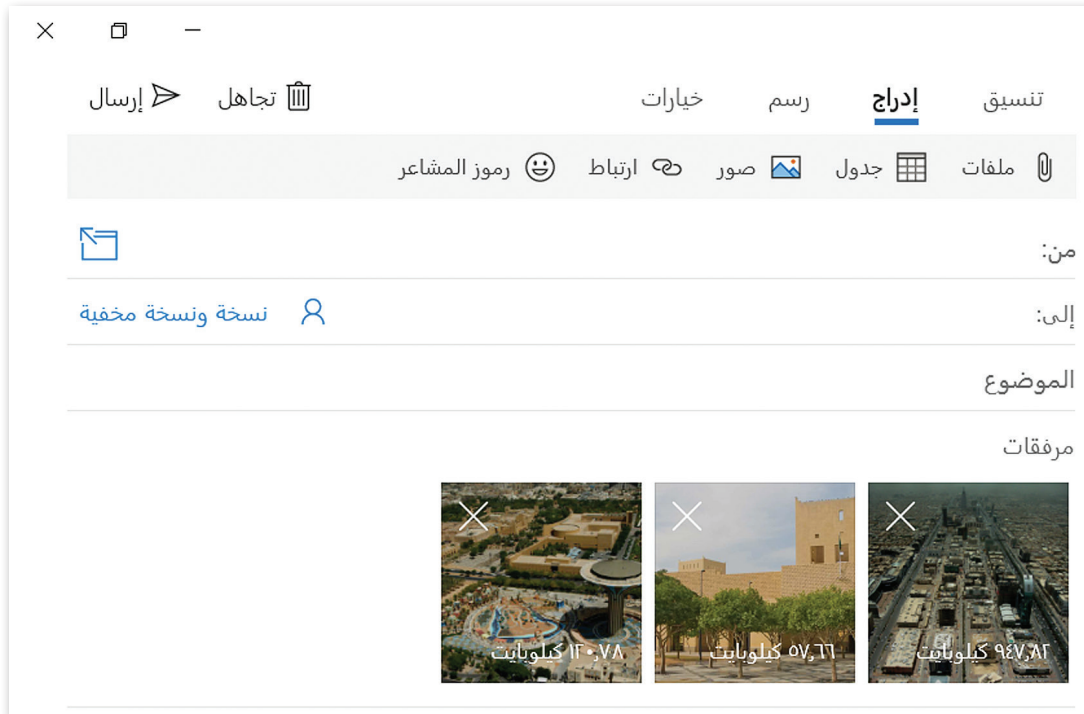 تنسيق إدراج رسم خيارات تجاهل إرسال
ملفات جدول صور ارتباط رموز المشاعر
من:
إلى: نسخة ونسخة مخفية
الموضوع
مرفقات
٩٤٧,٨٢ كيلوبايت ٥٧,٦٦ كيلوبايت ١٢٠,٧٨ كيلوبايت